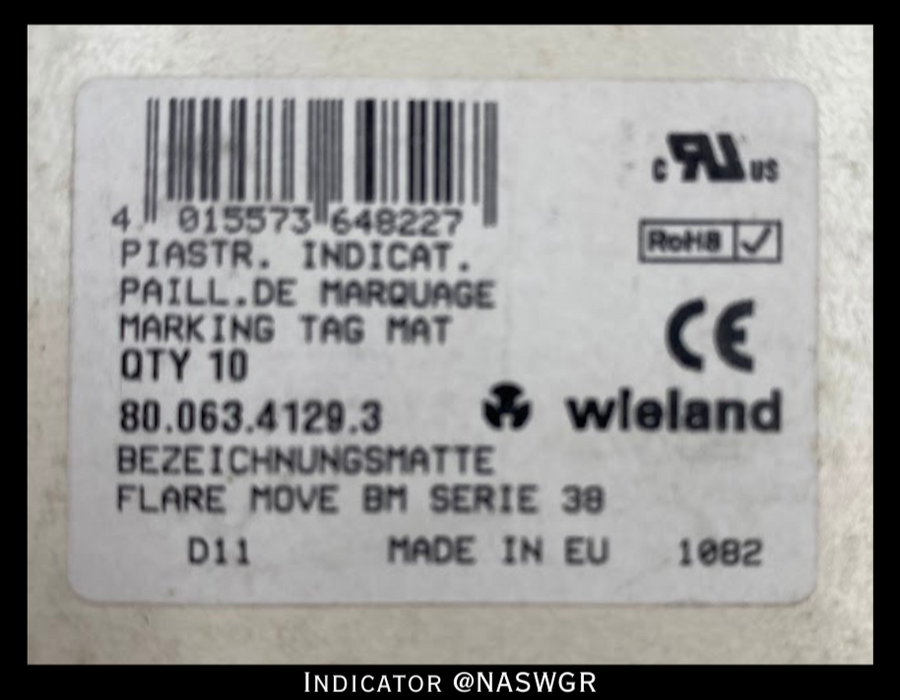 4 015573 648227
PIASTR. INDICAT.
PAILL.DE MARQUAGE
MARKING TAG MAT
QTY 10
80.063.4129.3
BEZEICHNUNGSMATTE
FLARE MOVE BM SERIE 38
D11 MADE IN EU 1082
c RU US
RoHS
CE
wieland
INDICATOR @NASWGR